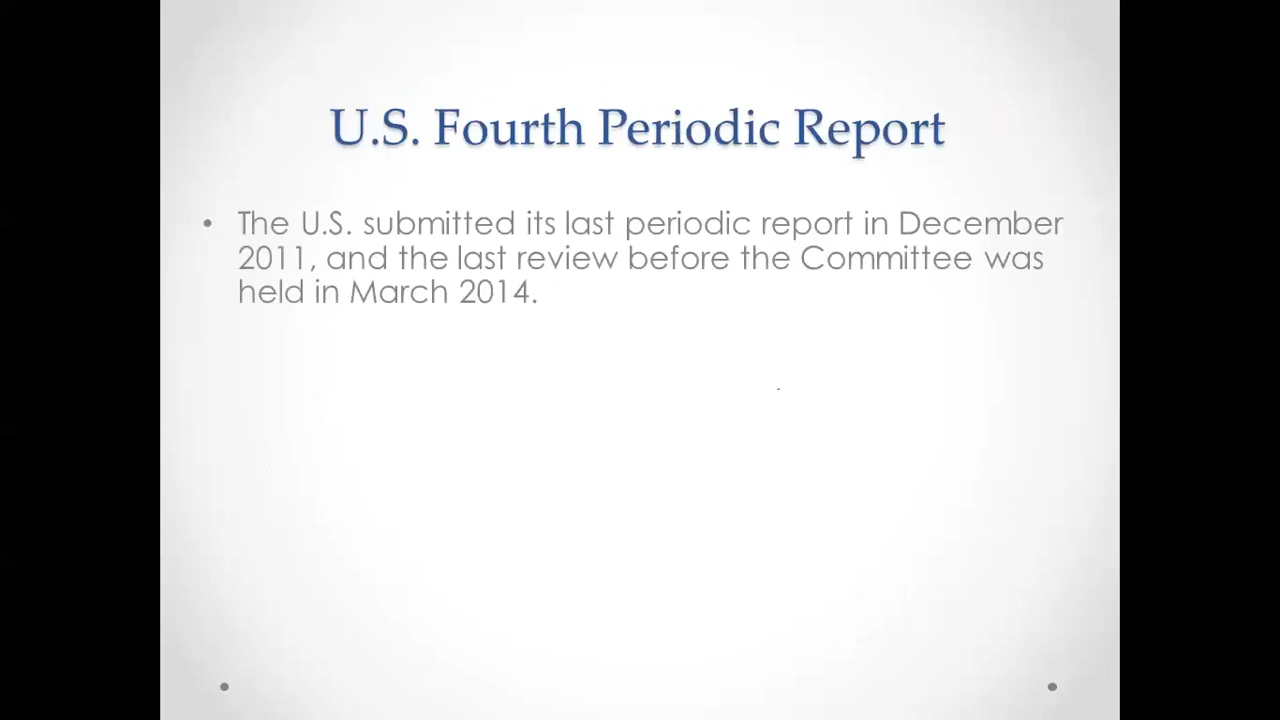 U.S. Fourth Periodic Report
• The U.S. submitted its last periodic report in December
2011, and the last review before the Committee was
held in March 2014.